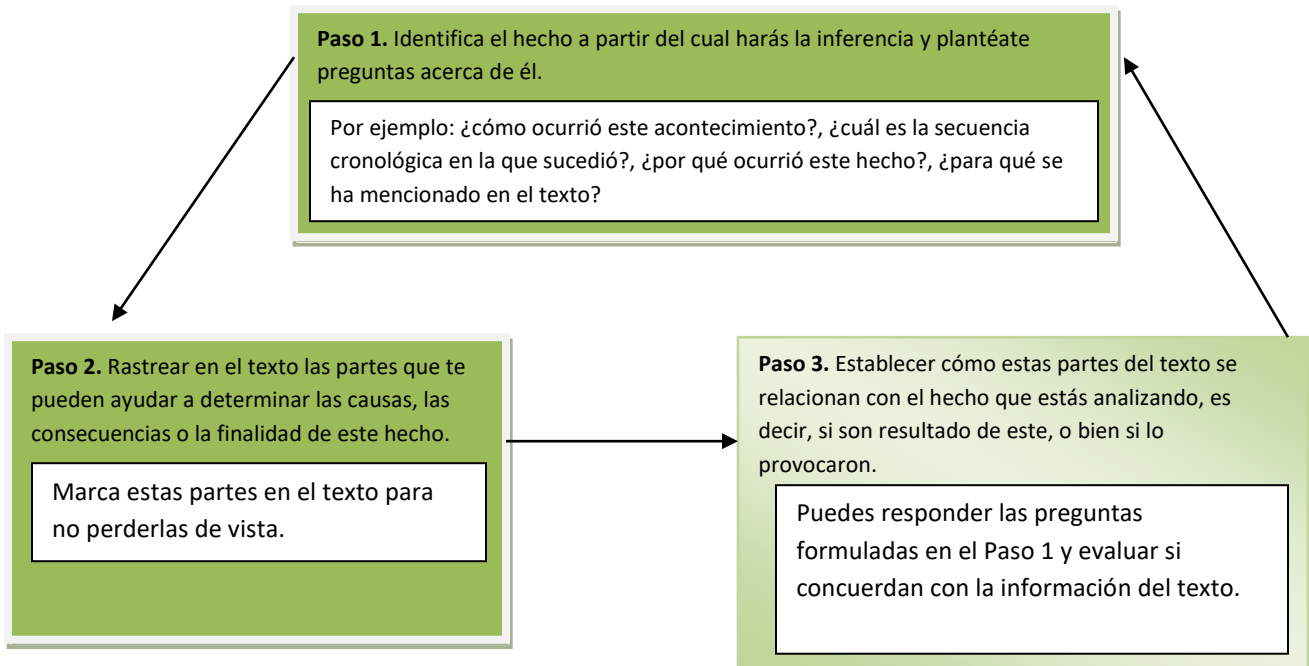 Paso 1. Identifica el hecho a partir del cual harás la inferencia y plantéate
preguntas acerca de él.
Por ejemplo: ¿cómo ocurrió este acontecimiento?, ¿cuál es la secuencia
cronológica en la que sucedió?, ¿por qué ocurrió este hecho?, ¿para qué se
ha mencionado en el texto?
Paso 2. Rastrear en el texto las partes que te
pueden ayudar a determinar las causas, las
consecuencias o la finalidad de este hecho.
Marca estas partes en el texto para
no perderlas de vista.
Paso 3. Establecer cómo estas partes del texto se
relacionan con el hecho que estás analizando, es
decir, si son resultado de este, o bien si lo
provocaron.
Puedes responder las preguntas
formuladas en el Paso 1 y evaluar si
concuerdan con la información del texto.